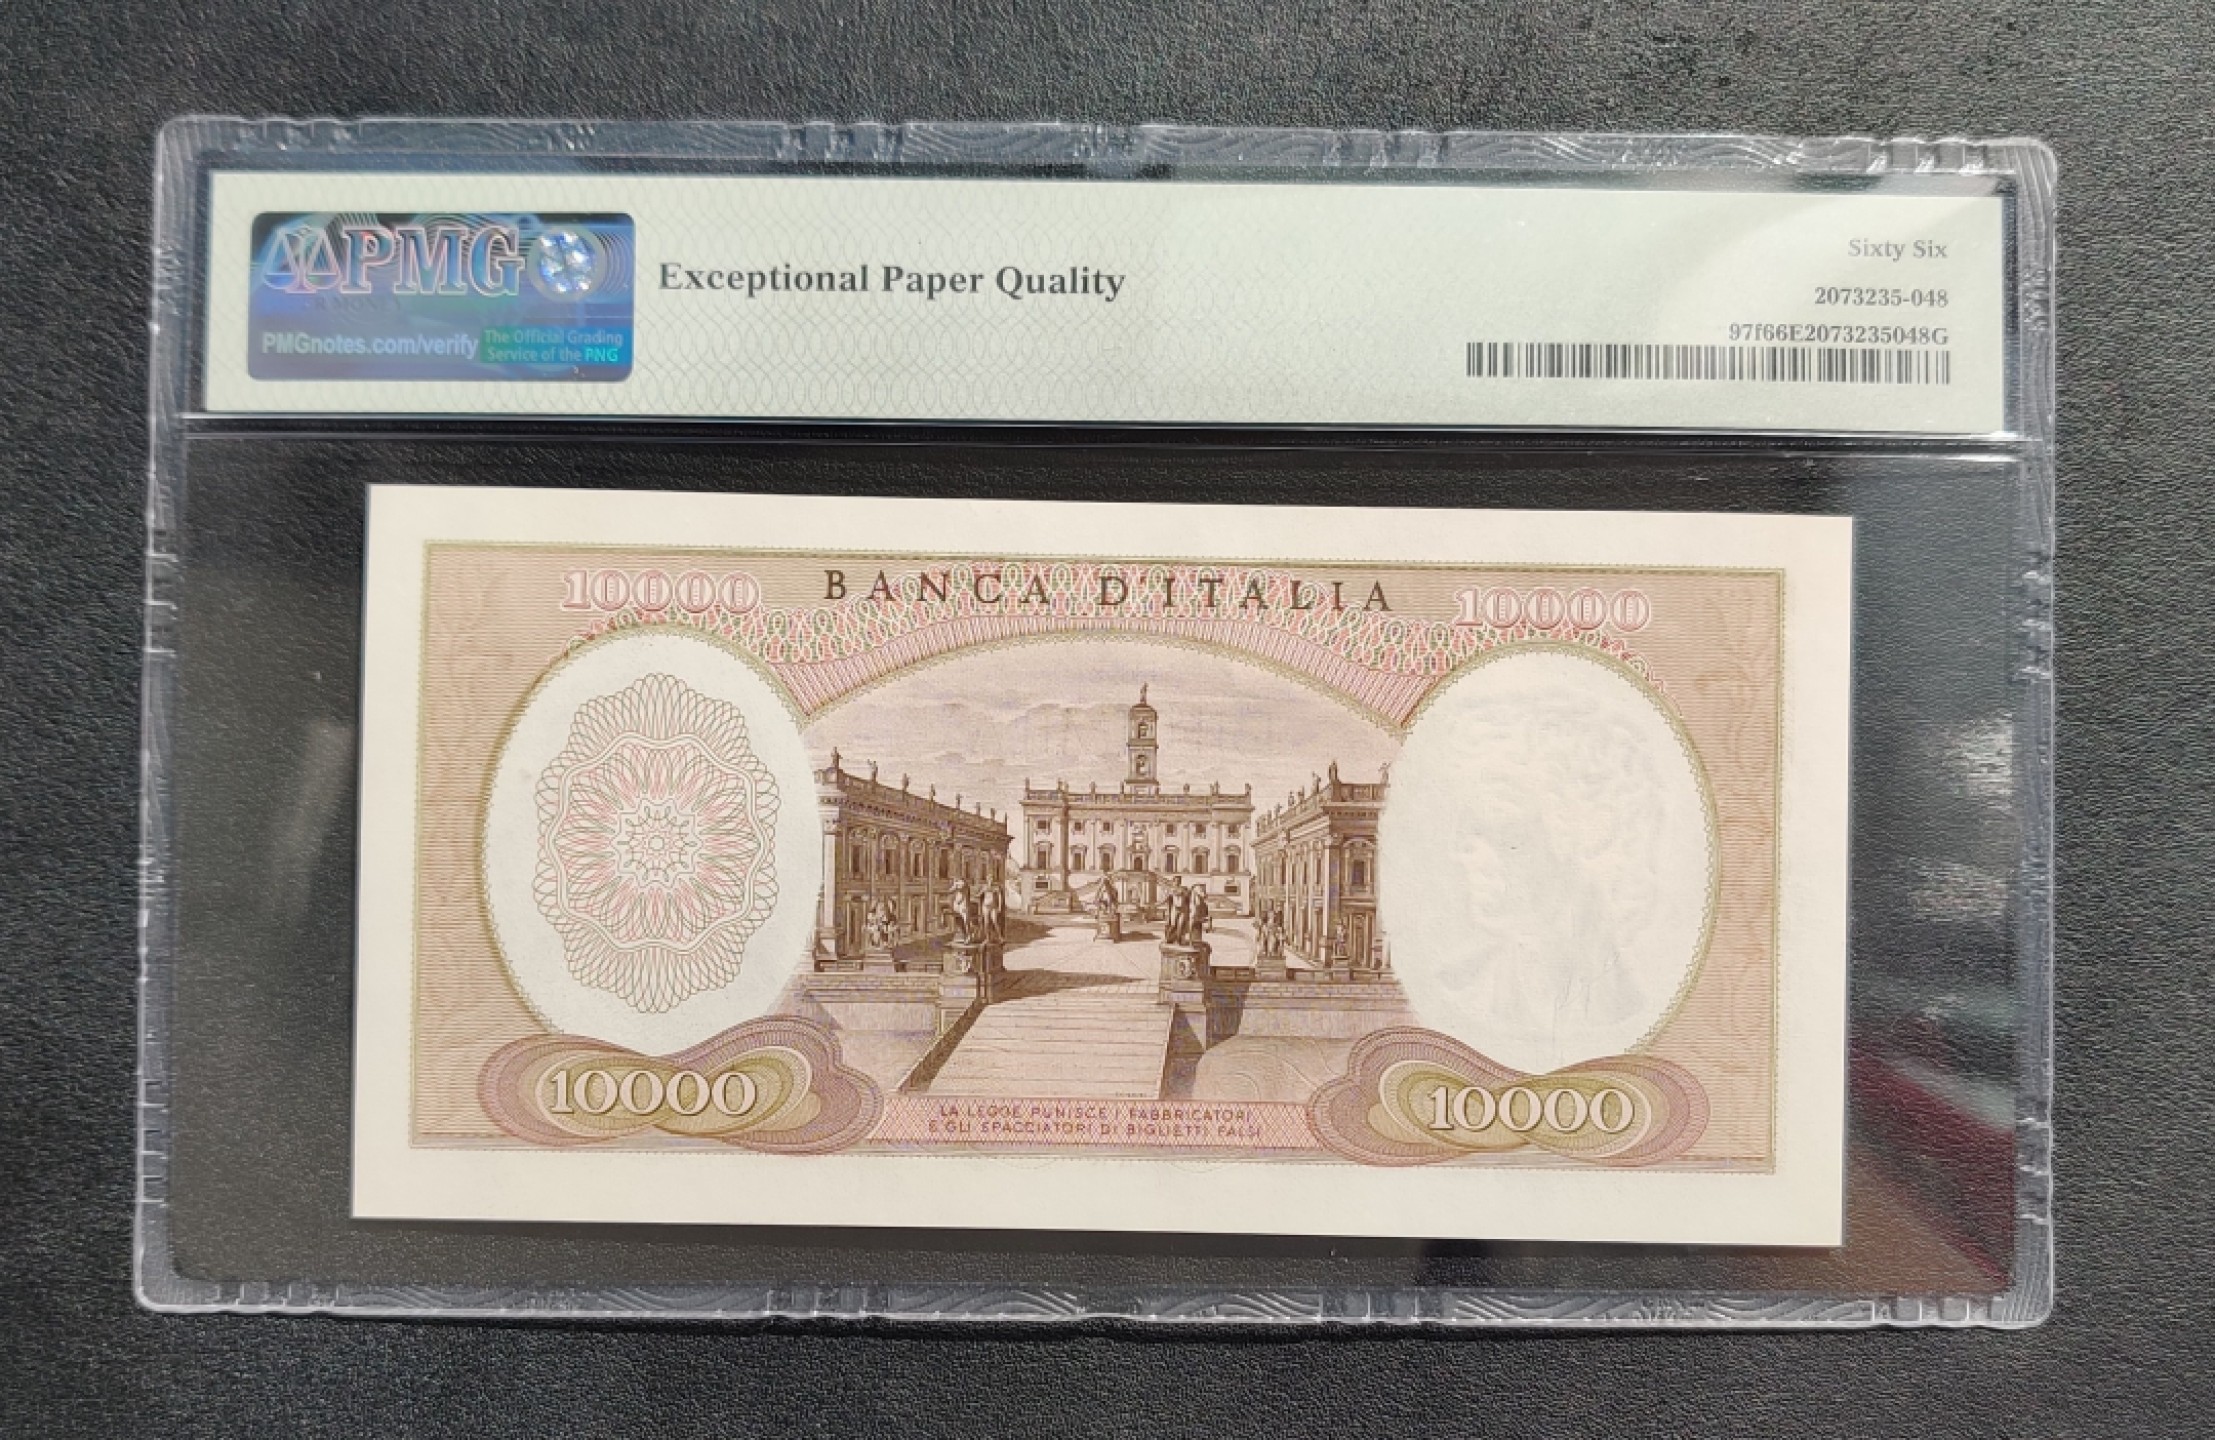 PMG
PMGnotes.com/verify
The Official Grading
Service of the PNG
Exceptional Paper Quality
Sixty Six
2073235-048
97f66E2073235048G
10000
BANCA D'ITALIA
10000
10000
LA LEGGE PUNISCE I FABBRICATORI
E GLI SPACCIATORI DI BIGLIETTI FALSI
10000